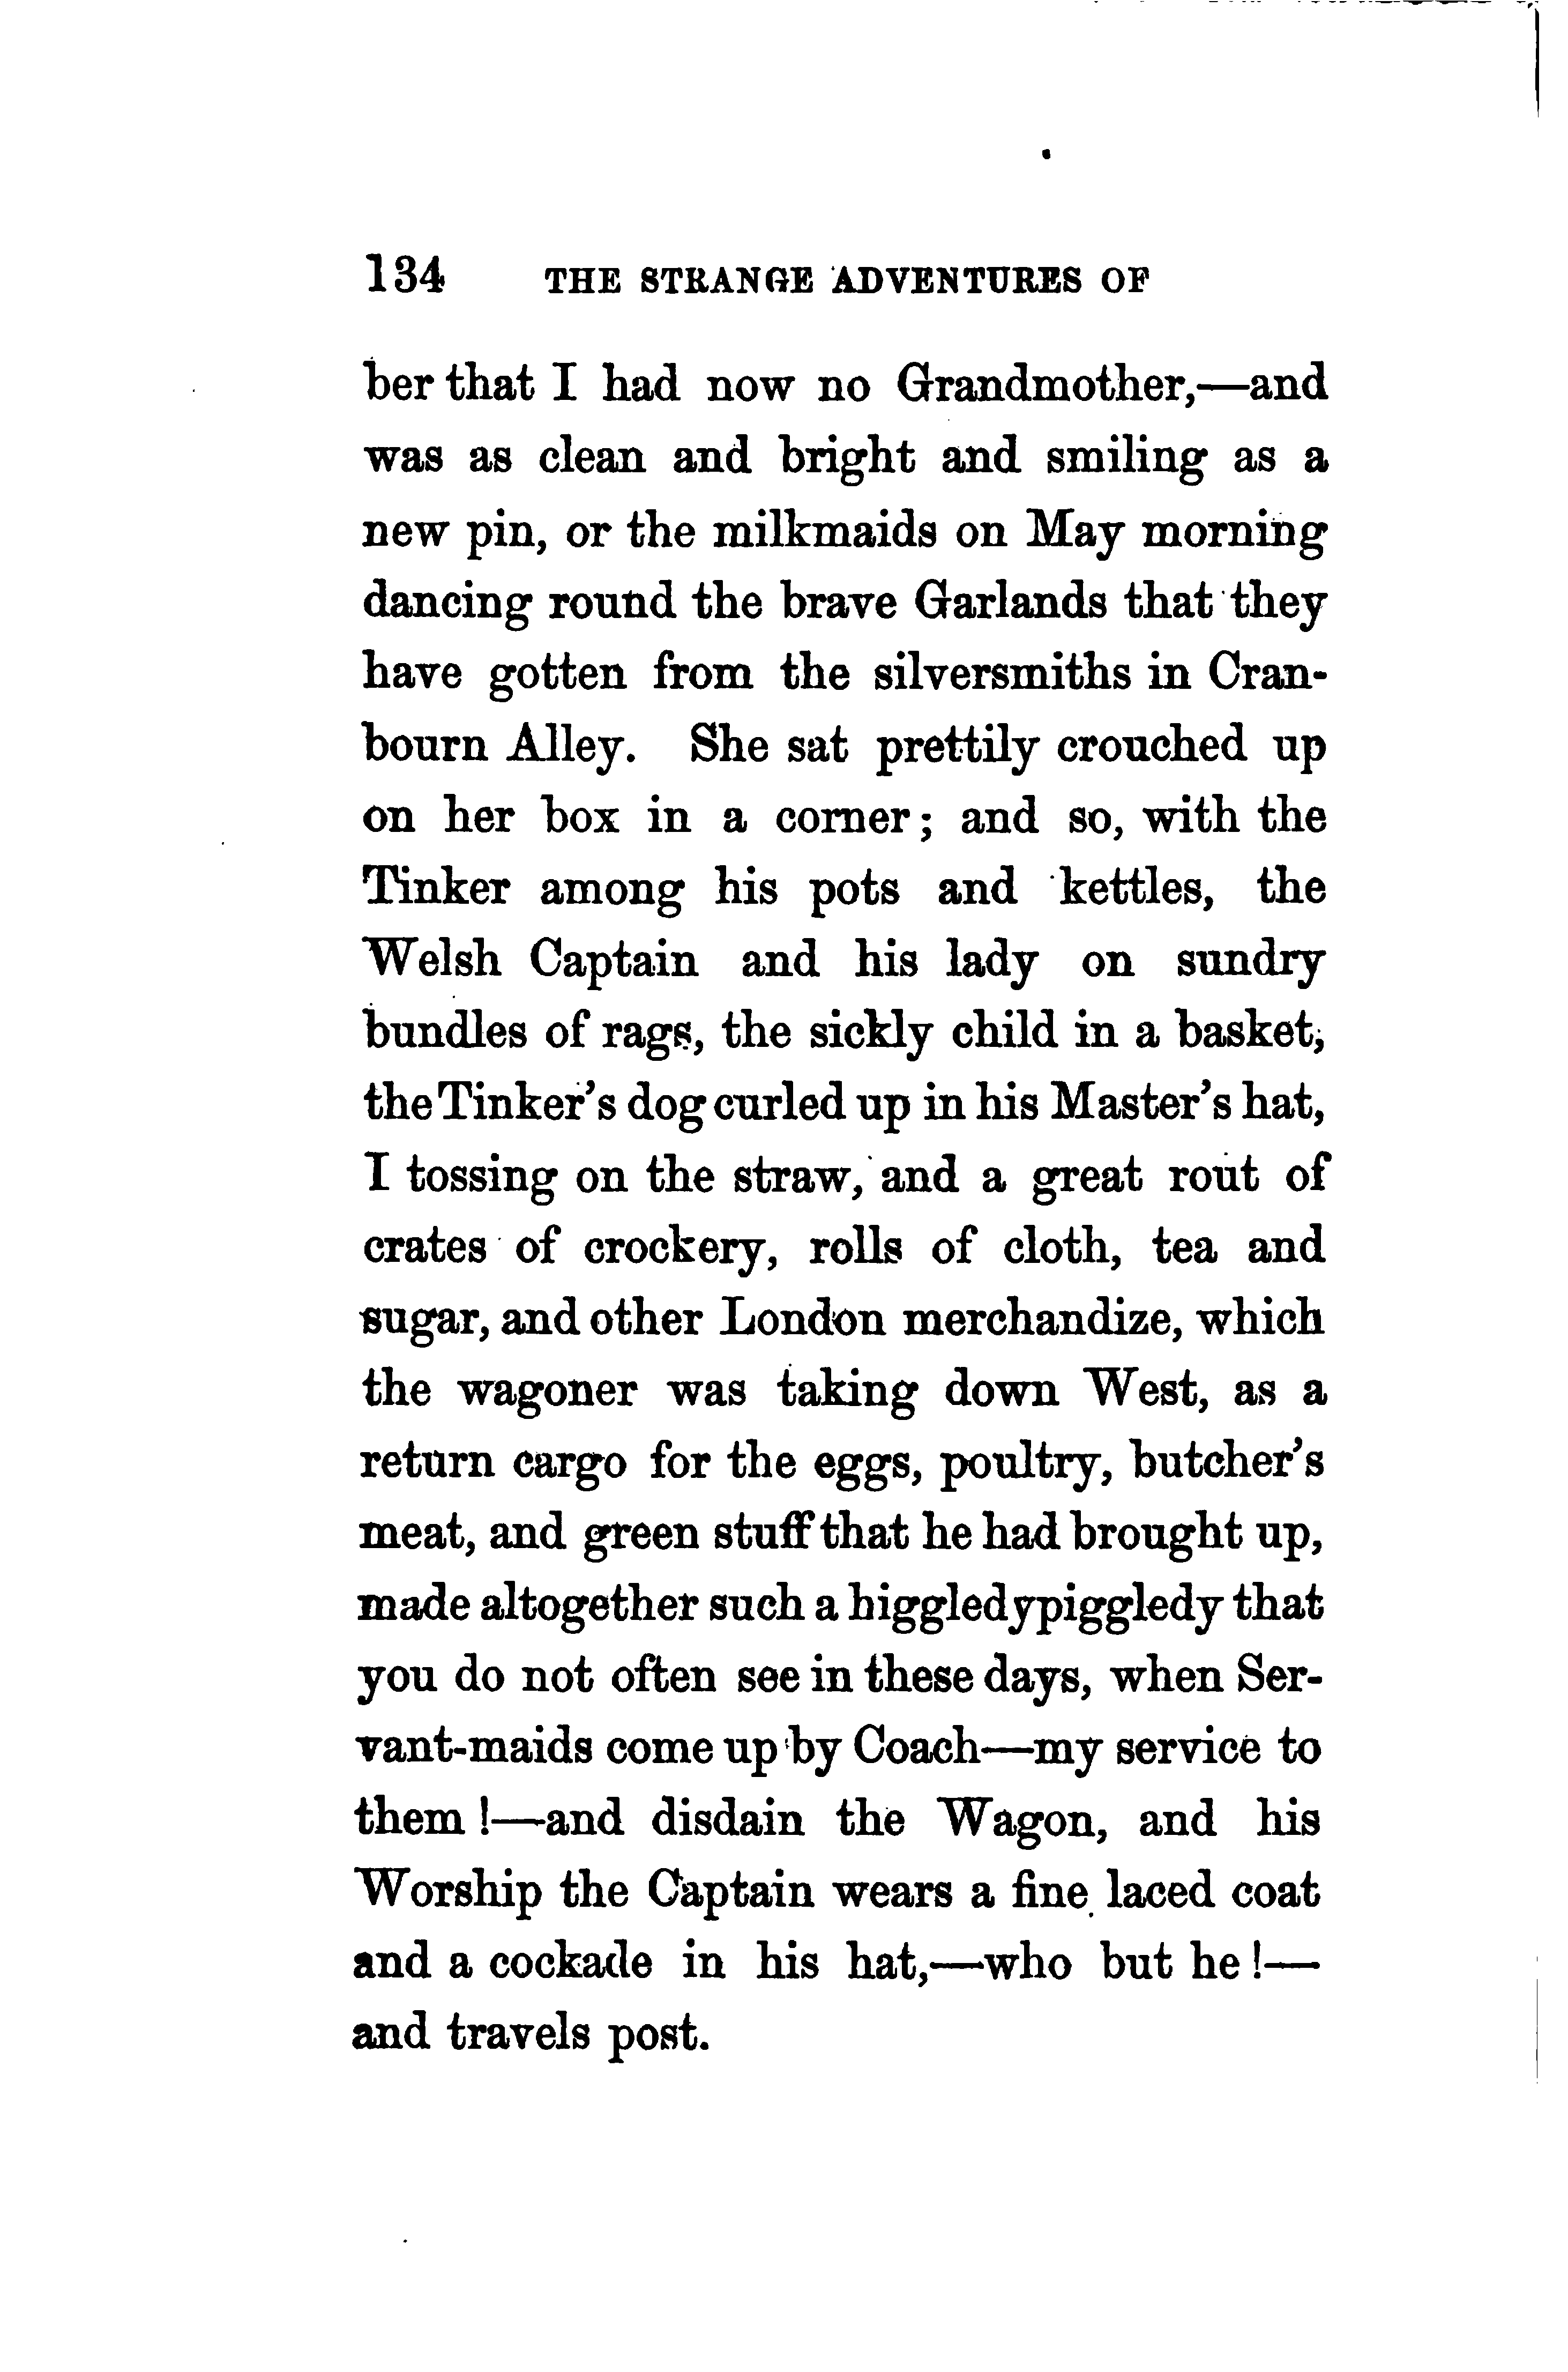 134 THE STRANGE ADVENTURES OF
ber that I had now no Grandmother,—and
was as clean and bright and smiling as a
new pin, or the milkmaids on May morning
dancing round the brave Garlands that they
have gotten from the silversmiths in Cran-
bourn Alley. She sat prettily crouched up
on her box in a corner; and so, with the
Tinker among his pots and kettles, the
Welsh Captain and his lady on sundry
bundles of rags, the sickly child in a basket,
the Tinker's dog curled up in his Master's hat,
I tossing on the straw, and a great rout of
crates of crockery, rolls of cloth, tea and
sugar, and other London merchandize, which
the wagoner was taking down West, as a
return cargo for the eggs, poultry, butcher's
meat, and green stuff that he had brought up,
made altogether such a higgledypiggledy that
you do not often see in these days, when Ser-
vant-maids come up by Coach—my service to
them!—and disdain the Wagon, and his
Worship the Captain wears a fine laced coat
and a cockade in his hat,—who but he!—
and travels post.